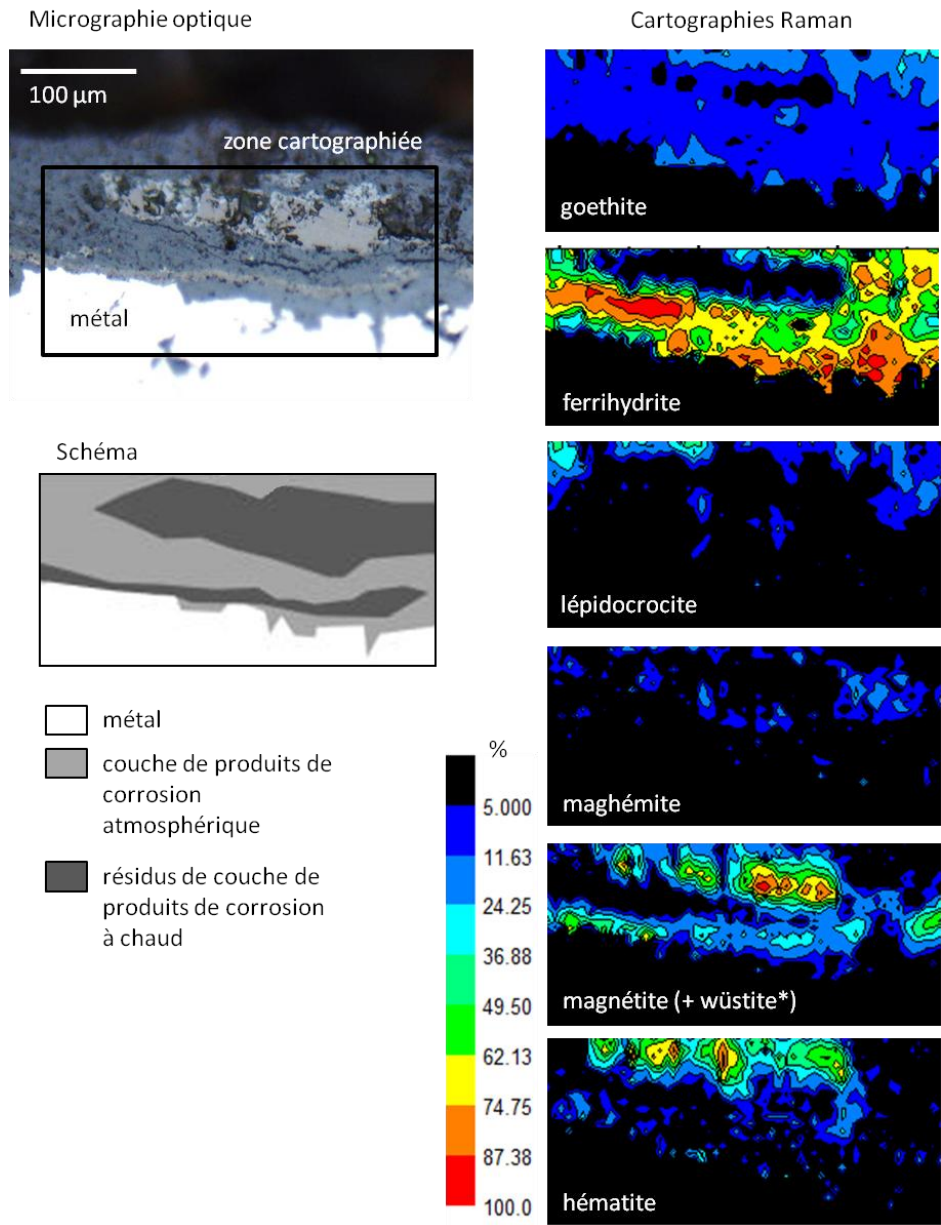 Micrographie optique
Cartographies Raman
100 µm
zone cartographiée
métal
goethite
ferrihydrite
Schéma
lépidocrocite
métal
couche de produits de
corrosion
atmosphérique
résidus de couche de
produits de corrosion
à chaud
maghémite
%
5.000
11.63
24.25
36.88
49.50
62.13
74.75
87.38
100.0
magnétite (+ wüstite*)
hématite